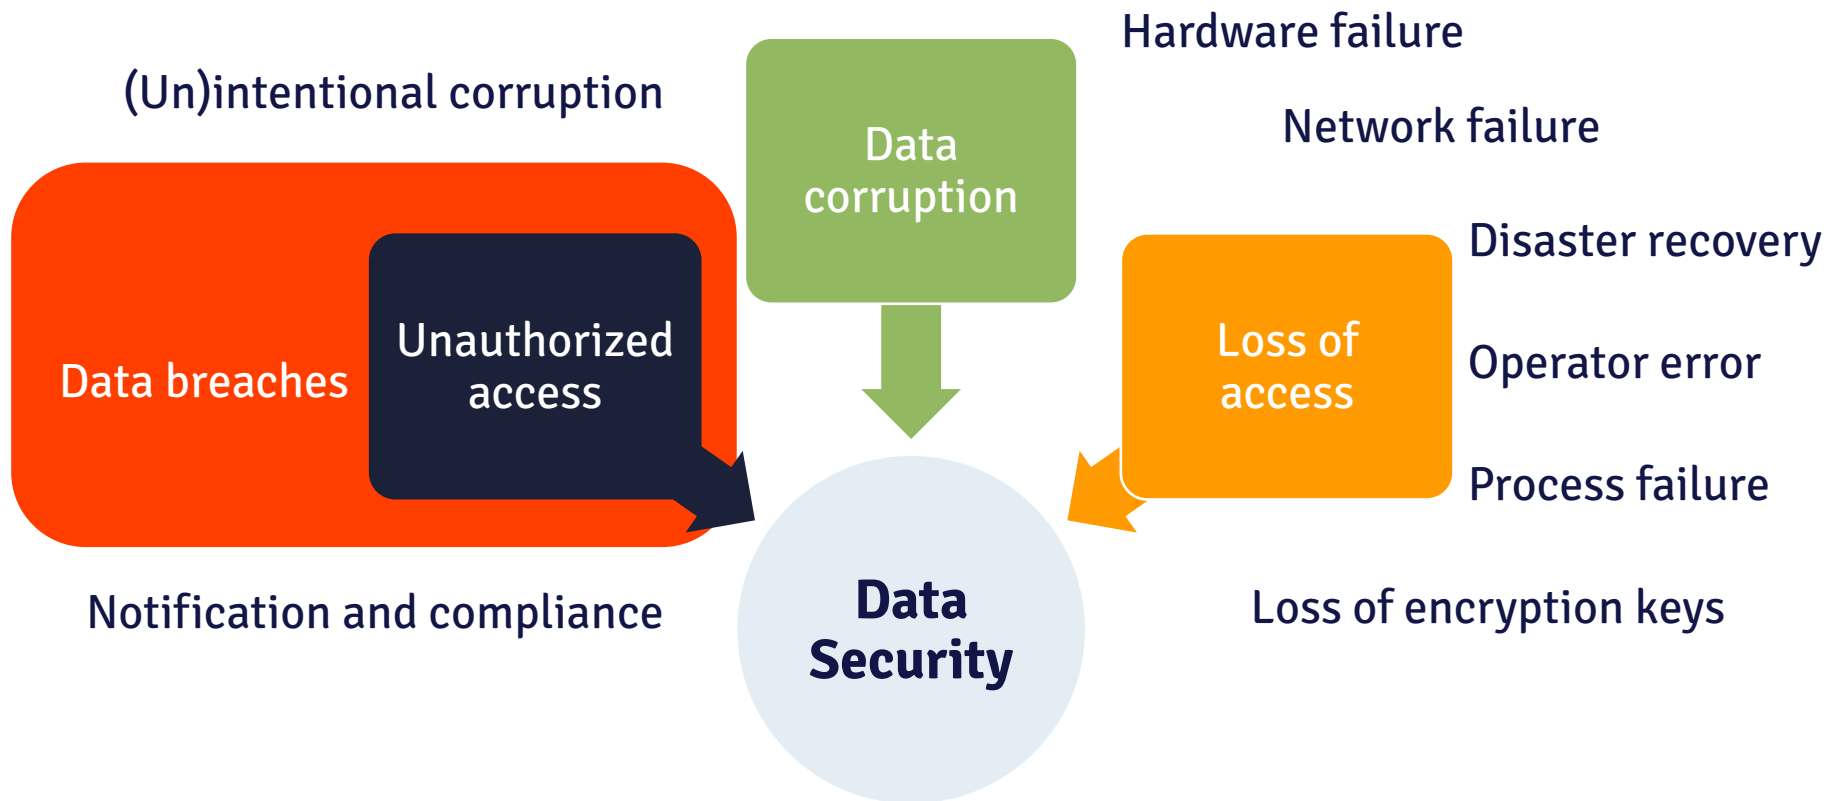 Hardware failure
(Un)intentional corruption
Network failure
Data
corruption
Disaster recovery
Data breaches
Unauthorized
access
Loss of
access
Operator error
Process failure
Notification and compliance
Data
Security
Loss of encryption keys